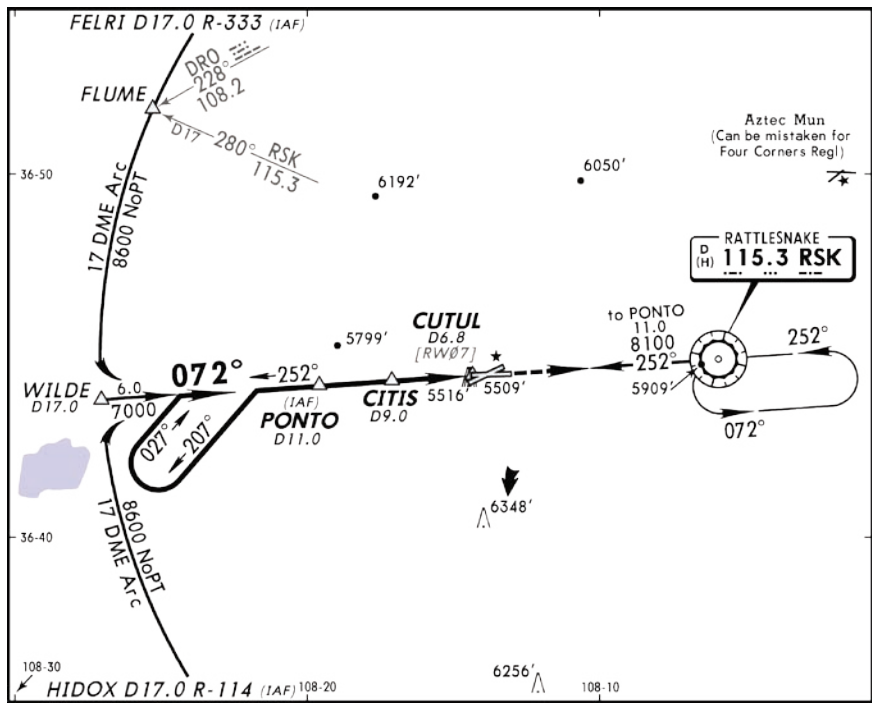 FELRI D17.0 R-333 (IAF)
DRO
228°
108.2
FLUME
D17
280° RSK
115.3
Aztec Mun
(Can be mistaken for
Four Corners Regl)
36-50
6192'
6050'
17 DME Arc
8600 NoPT
RATTLESNAKE
D
(H) 115.3 RSK
CUTUL
D6.8
[RWØ7]
5799'
to PONTO
11.0
8100
252°
252°
072°
252°
WILDE
D17.0
6.0
7000
(IAF)
PONTO
D11.0
CITIS
D9.0
5516'
5509'
5909'
072°
027°
207°
6348'
36-40
8600 NoPT
17 DME Arc
108-30
HIDOX D17.0 R-114 (IAF)
108-20
6256'
108-10